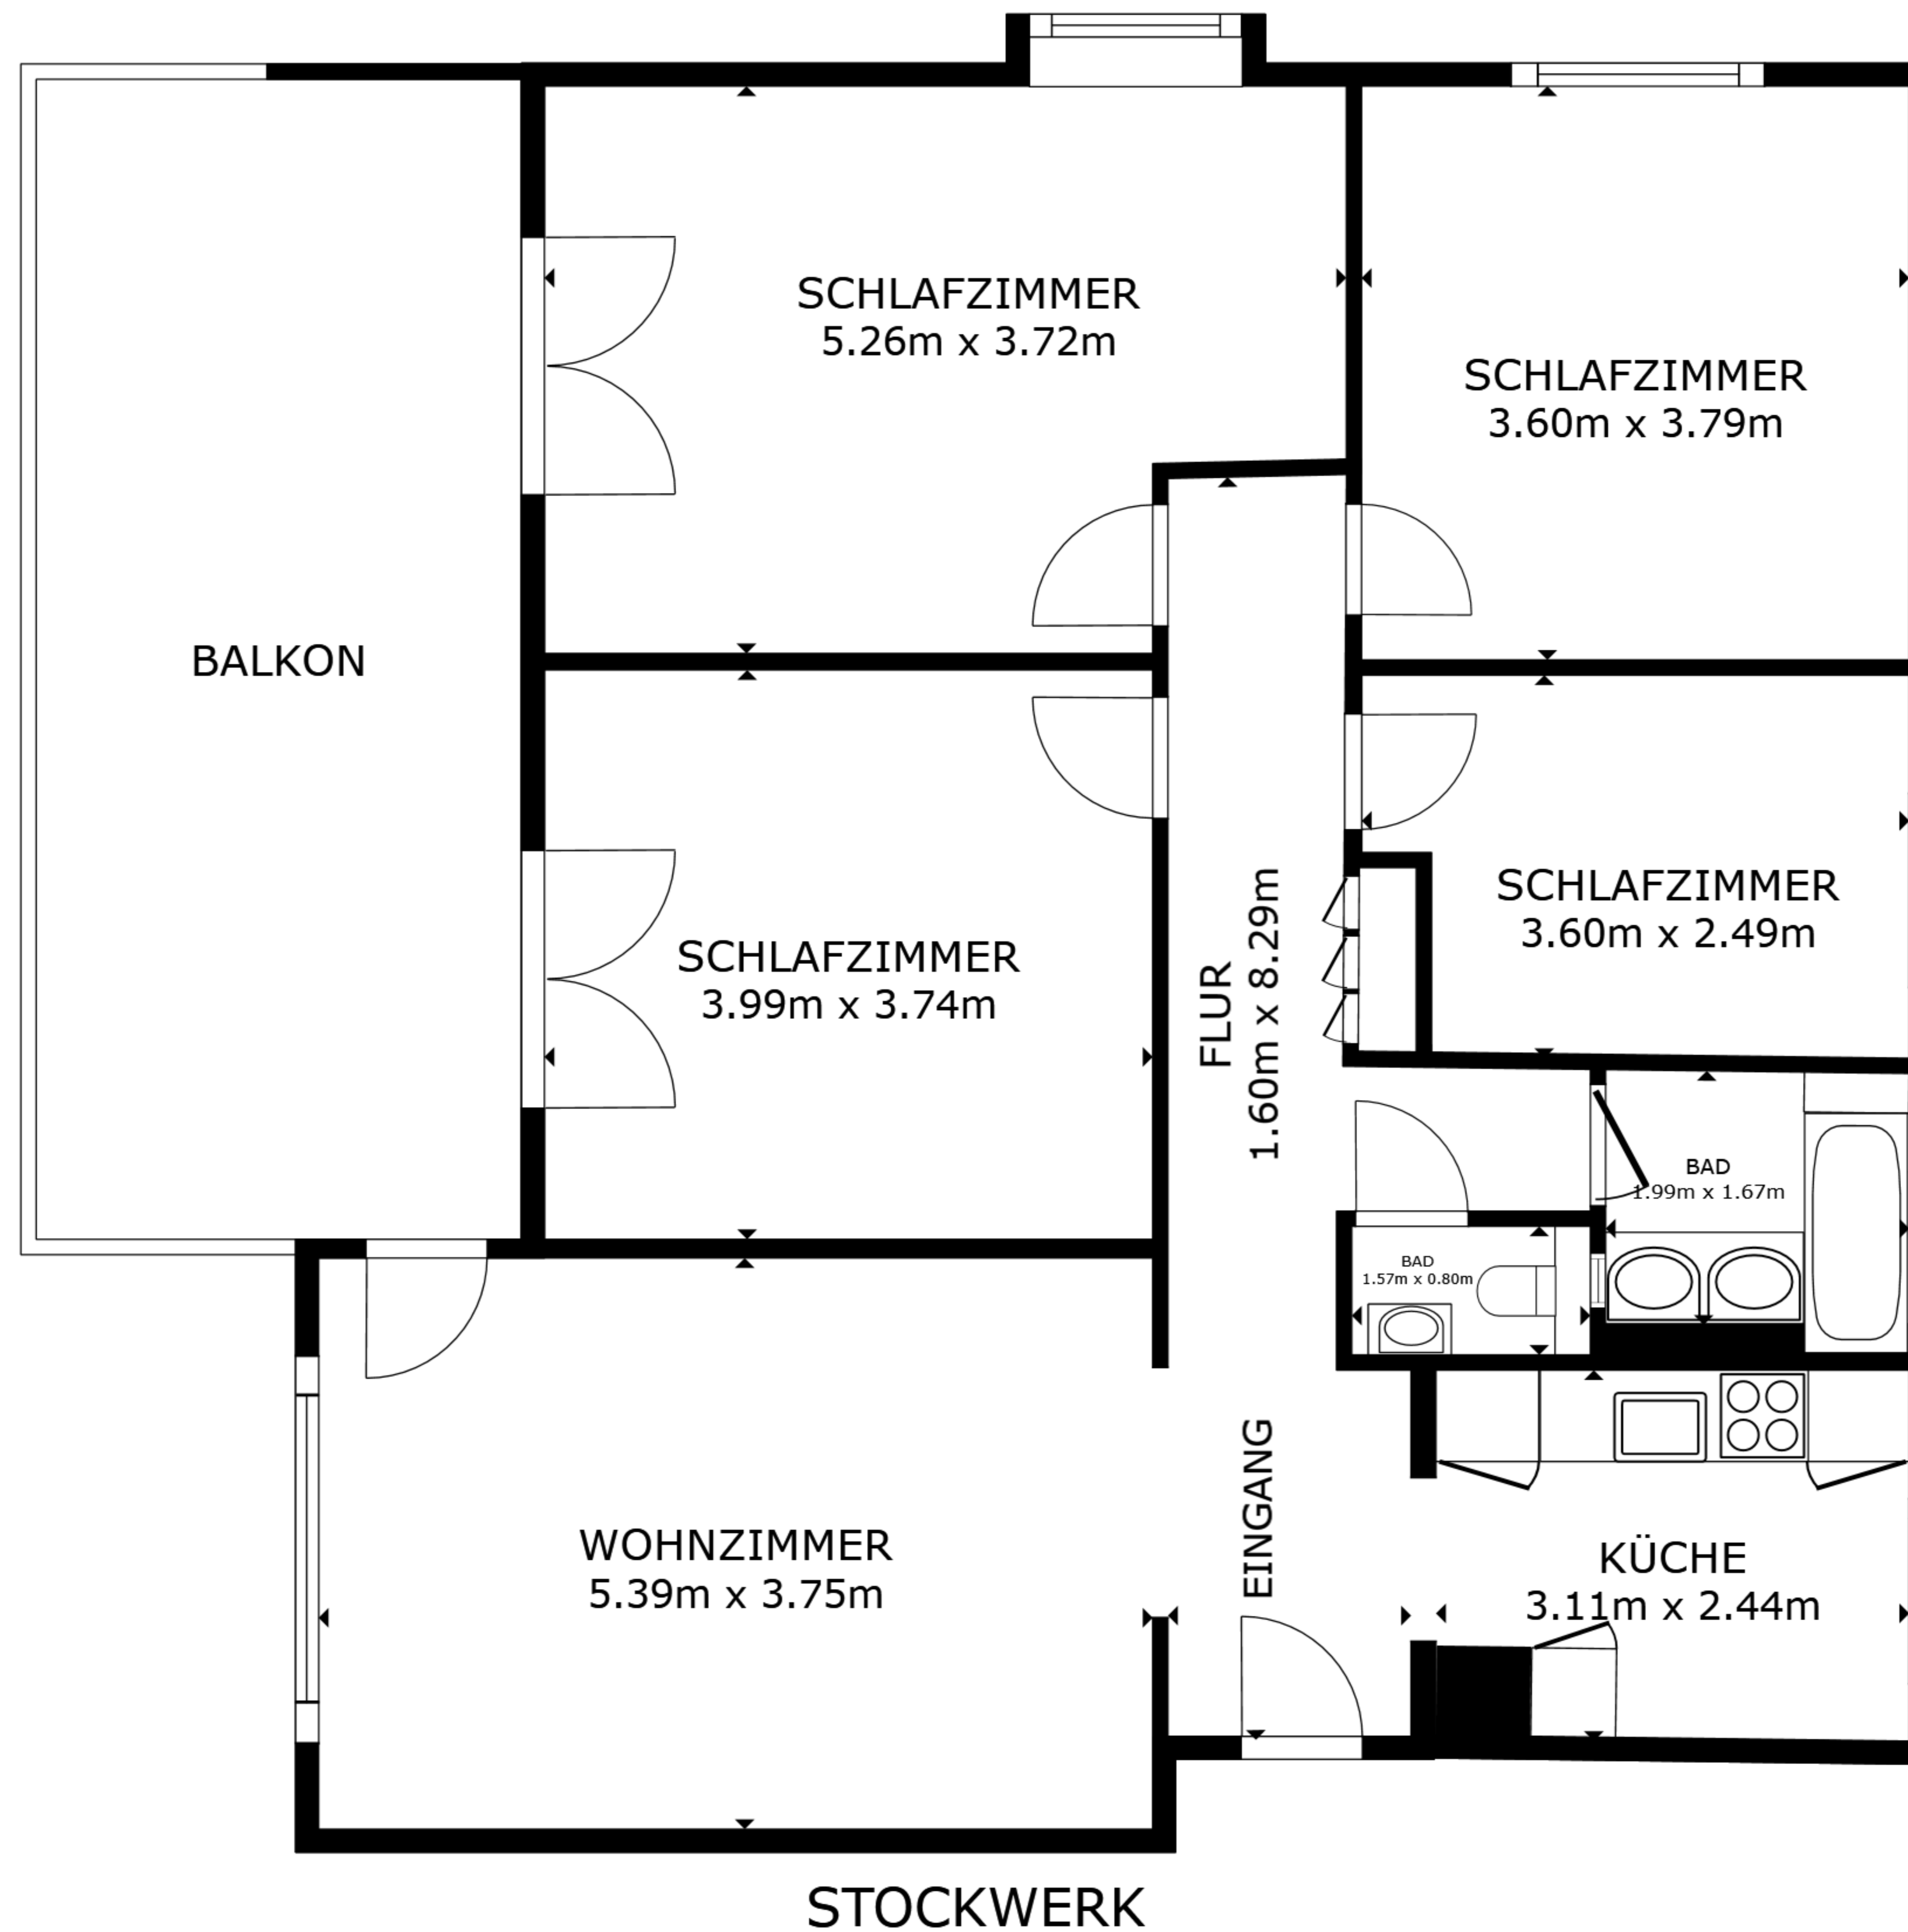 SCHLAFZIMMER
5.26m x 3.72m
SCHLAFZIMMER
3.60m x 3.79m
BALKON
SCHLAFZIMMER
3.60m x 2.49m
SCHLAFZIMMER
3.99m x 3.74m
FLUR
1.60m x 8.29m
BAD
1.99m x 1.67m
BAD
1.57m x 0.80m
EINGANG
WOHNZIMMER
5.39m x 3.75m
KÜCHE
3.11m x 2.44m
STOCKWERK